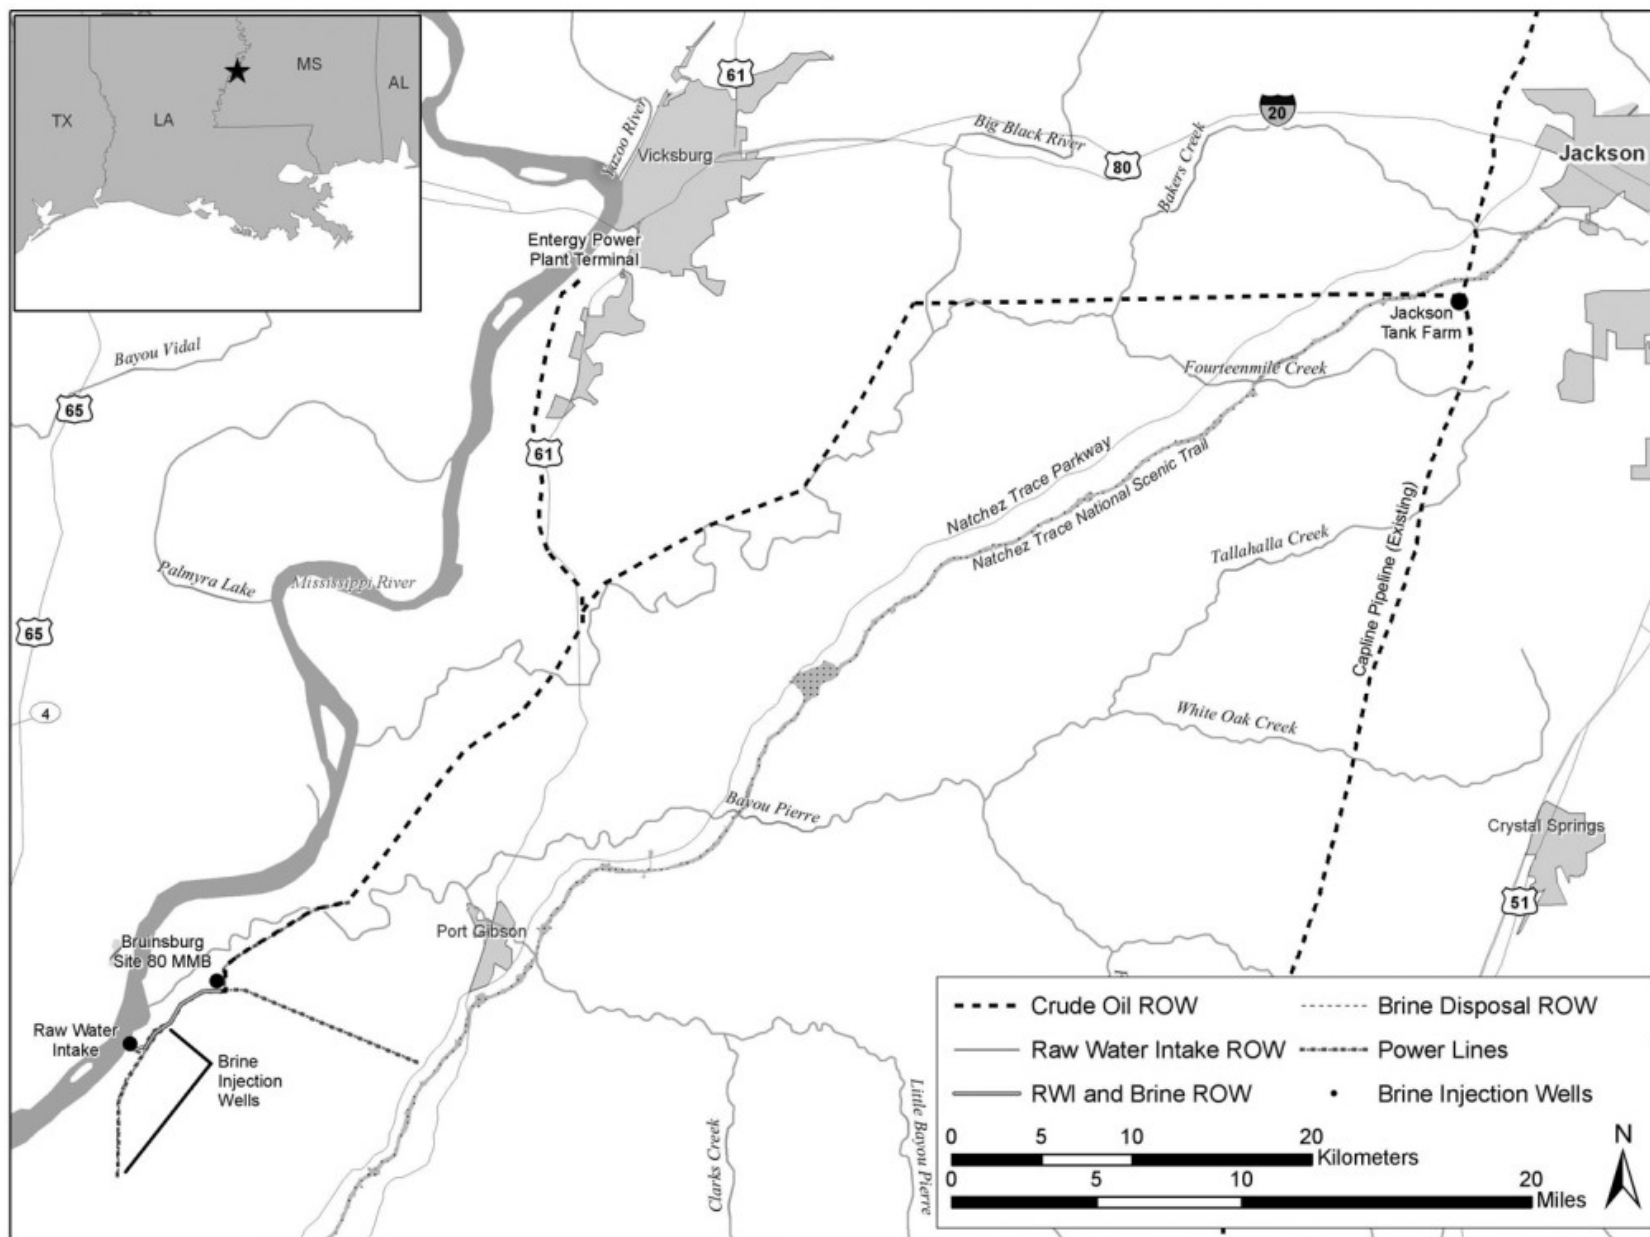 TX
LA
MS
AL
61
20
Yazoo River
Vicksburg
Big Black River
80
Bakers Creek
Jackson
Entergy Power
Plant Terminal
Jackson
Tank Farm
Bayou Vidal
65
Fourteenmile Creek
61
Natchez Trace Parkway
Natchez Trace National Scenic Trail
Capline Pipeline (Existing)
Tallahalla Creek
Palmyra Lake
Mississippi River
65
4
White Oak Creek
Bayou Pierre
Crystal Springs
51
Port Gibson
Bruinsburg
Site 80 MMB
Raw Water
Intake
Brine
Injection
Wells
Clarks Creek
Little Bayou Pierre
Crude Oil ROW
Brine Disposal ROW
Raw Water Intake ROW
Power Lines
RWI and Brine ROW
Brine Injection Wells
0 5 10 20
Kilometers
0 5 10 20
Miles
N